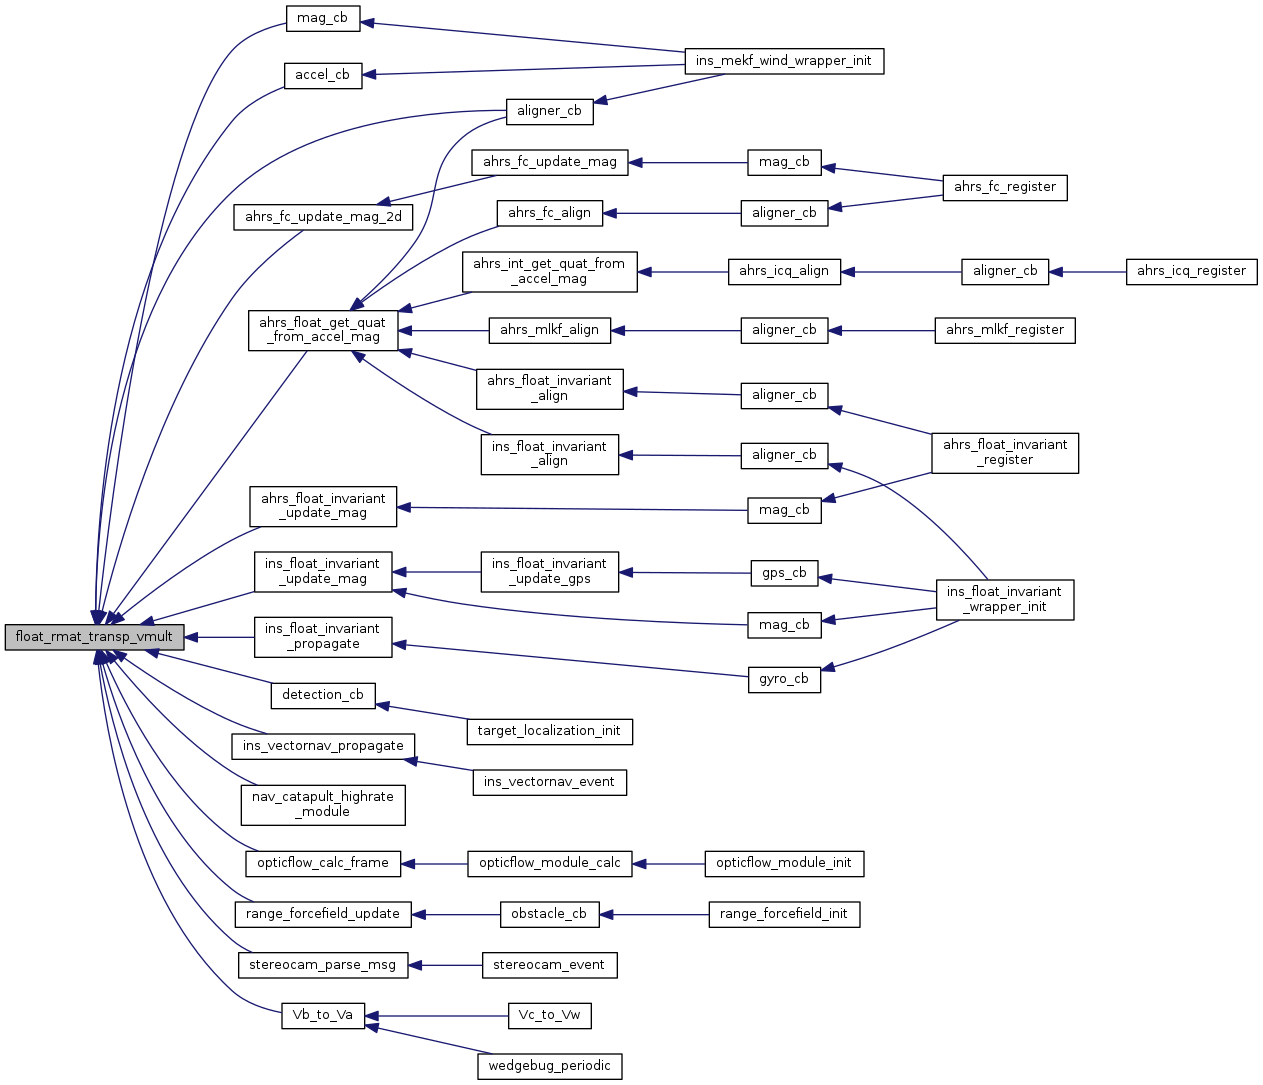 mag_cb
ins_mekf_wind_wrapper_init
accel_cb
aligner_cb
ahrs_fc_update_mag
mag_cb
ahrs_fc_register
ahrs_fc_update_mag_2d
ahrs_fc_align
aligner_cb
ahrs_int_get_quat_from
_accel_mag
ahrs_icq_align
aligner_cb
ahrs_icq_register
ahrs_float_get_quat
_from_accel_mag
ahrs_mlkf_align
aligner_cb
ahrs_mlkf_register
ahrs_float_invariant
_align
aligner_cb
ahrs_float_invariant
_register
ins_float_invariant
_align
aligner_cb
ahrs_float_invariant
_update_mag
mag_cb
ins_float_invariant
_update_mag
ins_float_invariant
_update_gps
gps_cb
ins_float_invariant
_wrapper_init
mag_cb
float_rmat_transp_vmult
ins_float_invariant
_propagate
gyro_cb
detection_cb
target_localization_init
ins_vectornav_propagate
ins_vectornav_event
nav_catapult_highrate
_module
opticflow_calc_frame
opticflow_module_calc
opticflow_module_init
range_forcefield_update
obstacle_cb
range_forcefield_init
stereocam_parse_msg
stereocam_event
Vb_to_Va
Vc_to_Vw
wedgebug_periodic